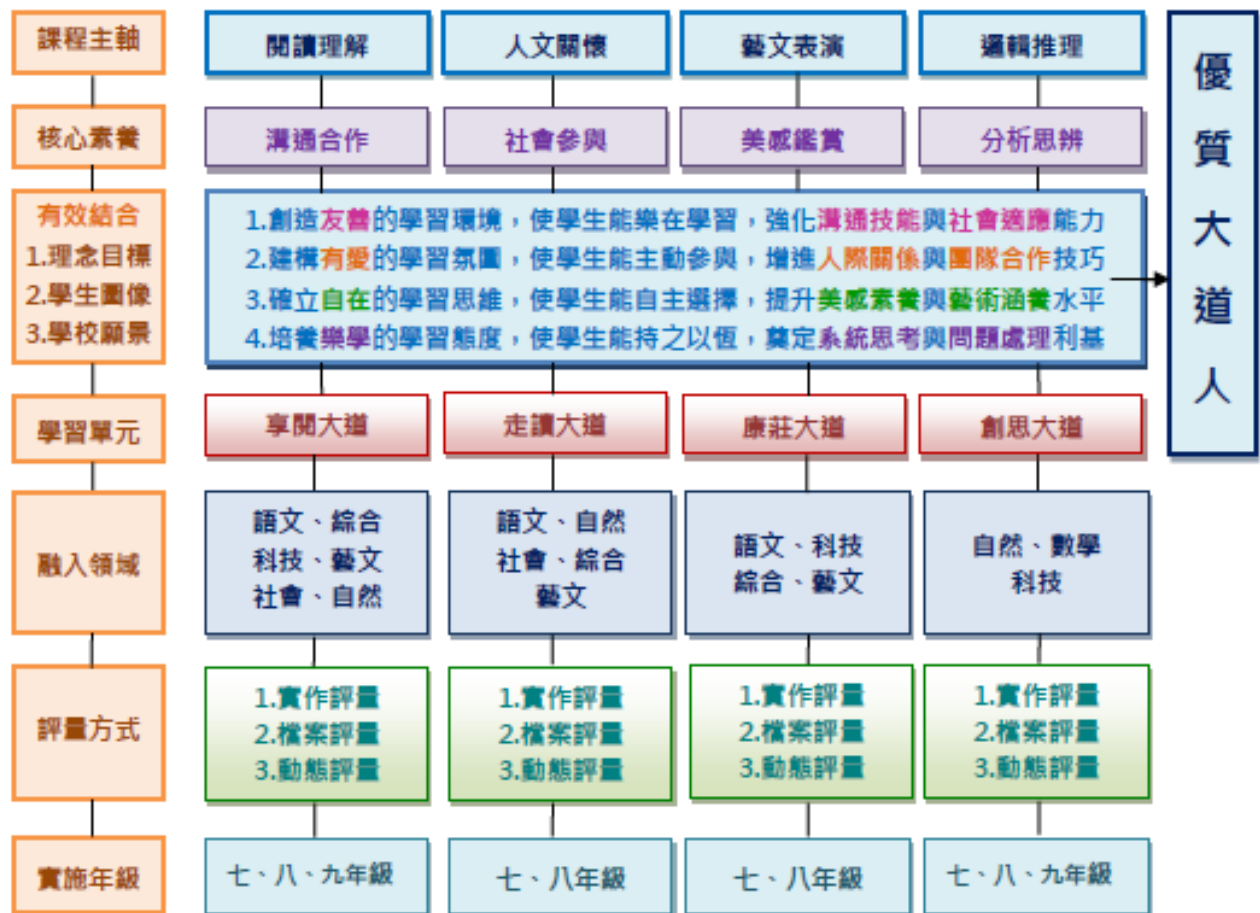 課程主軸
閱讀理解
人文關懷
藝文表演
邏輯推理
優質大道人
核心素養
溝通合作
社會參與
美感鑑賞
分析思辨
有效結合
1.理念目標
2.學生圖像
3.學校願景
1.創造友善的學習環境，使學生能樂在學習，強化溝通技能與社會適應能力
2.建構有愛的學習氛圍，使學生能主動參與，增進人際關係與團隊合作技巧
3.確立自在的學習思維，使學生能自主選擇，提升美感素養與藝術涵養水平
4.培養樂學的學習態度，使學生能持之以恆，奠定系統思考與問題處理利基
學習單元
享閱大道
走讀大道
康莊大道
創思大道
融入領域
語文、綜合
科技、藝文
社會、自然
語文、自然
社會、綜合
藝文
語文、科技
綜合、藝文
自然、數學
科技
評量方式
1.實作評量
2.檔案評量
3.動態評量
1.實作評量
2.檔案評量
3.動態評量
1.實作評量
2.檔案評量
3.動態評量
1.實作評量
2.檔案評量
3.動態評量
實施年級
七、八、九年級
七、八年級
七、八年級
七、八、九年級